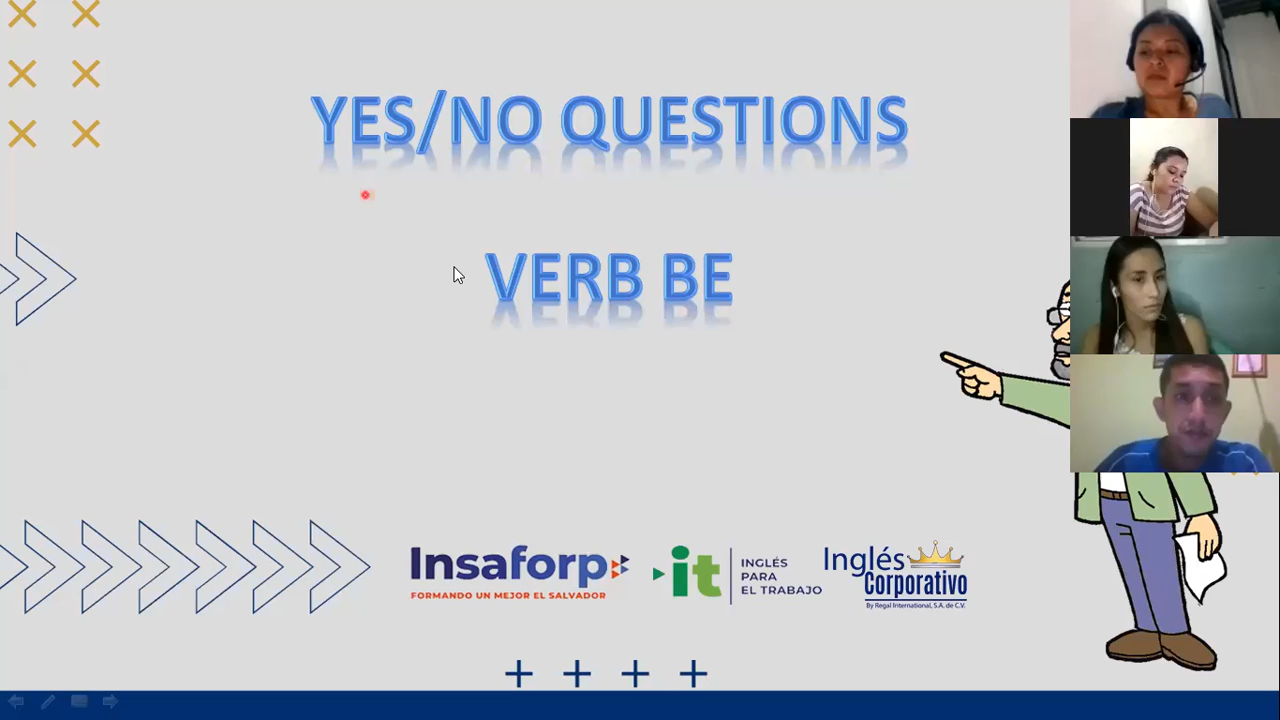 YES/NO QUESTIONS
VERB BE
Insaforp
FORMANDO UN MEJOR EL SALVADOR
it
INGLÉS
PARA
EL TRABAJO
Inglés
Corporativo
By Regal International, S.A. de C.V.